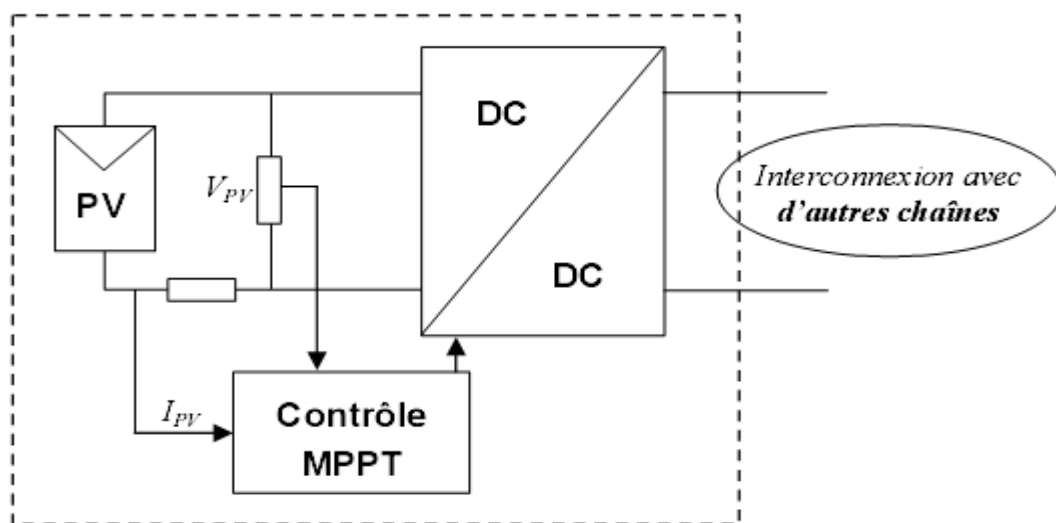 DC
PV
V_PV
Interconnexion avec
d'autres chaînes
DC
I_PV
Contrôle
MPPT